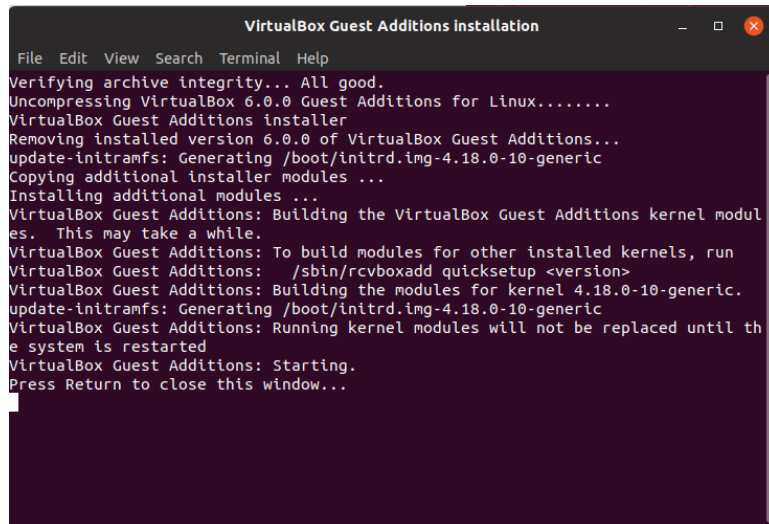 VirtualBox Guest Additions installation
File Edit View Search Terminal Help
Verifying archive integrity... All good.
Uncompressing VirtualBox 6.0.0 Guest Additions for Linux........
VirtualBox Guest Additions installer
Removing installed version 6.0.0 of VirtualBox Guest Additions...
update-initramfs: Generating /boot/initrd.img-4.18.0-10-generic
Copying additional installer modules ...
Installing additional modules ...
VirtualBox Guest Additions: Building the VirtualBox Guest Additions kernel modul
es.  This may take a while.
VirtualBox Guest Additions: To build modules for other installed kernels, run
VirtualBox Guest Additions:   /sbin/rcvboxadd quicksetup <version>
VirtualBox Guest Additions: Building the modules for kernel 4.18.0-10-generic.
update-initramfs: Generating /boot/initrd.img-4.18.0-10-generic
VirtualBox Guest Additions: Running kernel modules will not be replaced until th
e system is restarted
VirtualBox Guest Additions: Starting.
Press Return to close this window...